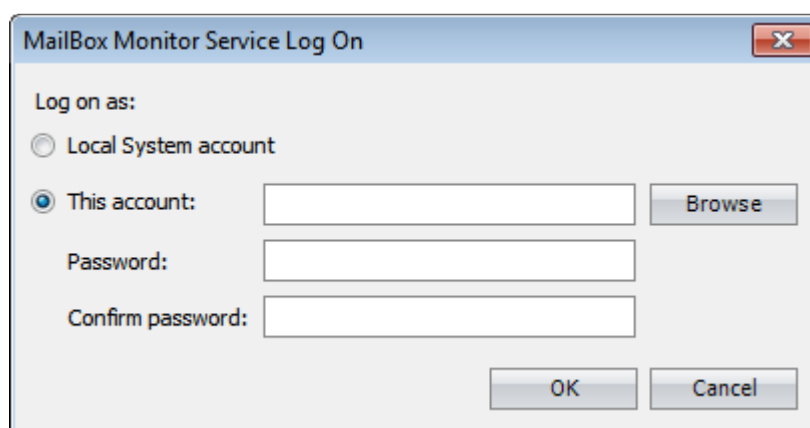 MailBox Monitor Service Log On
Log on as:
Local System account
This account:
Browse
Password:
Confirm password:
OK
Cancel